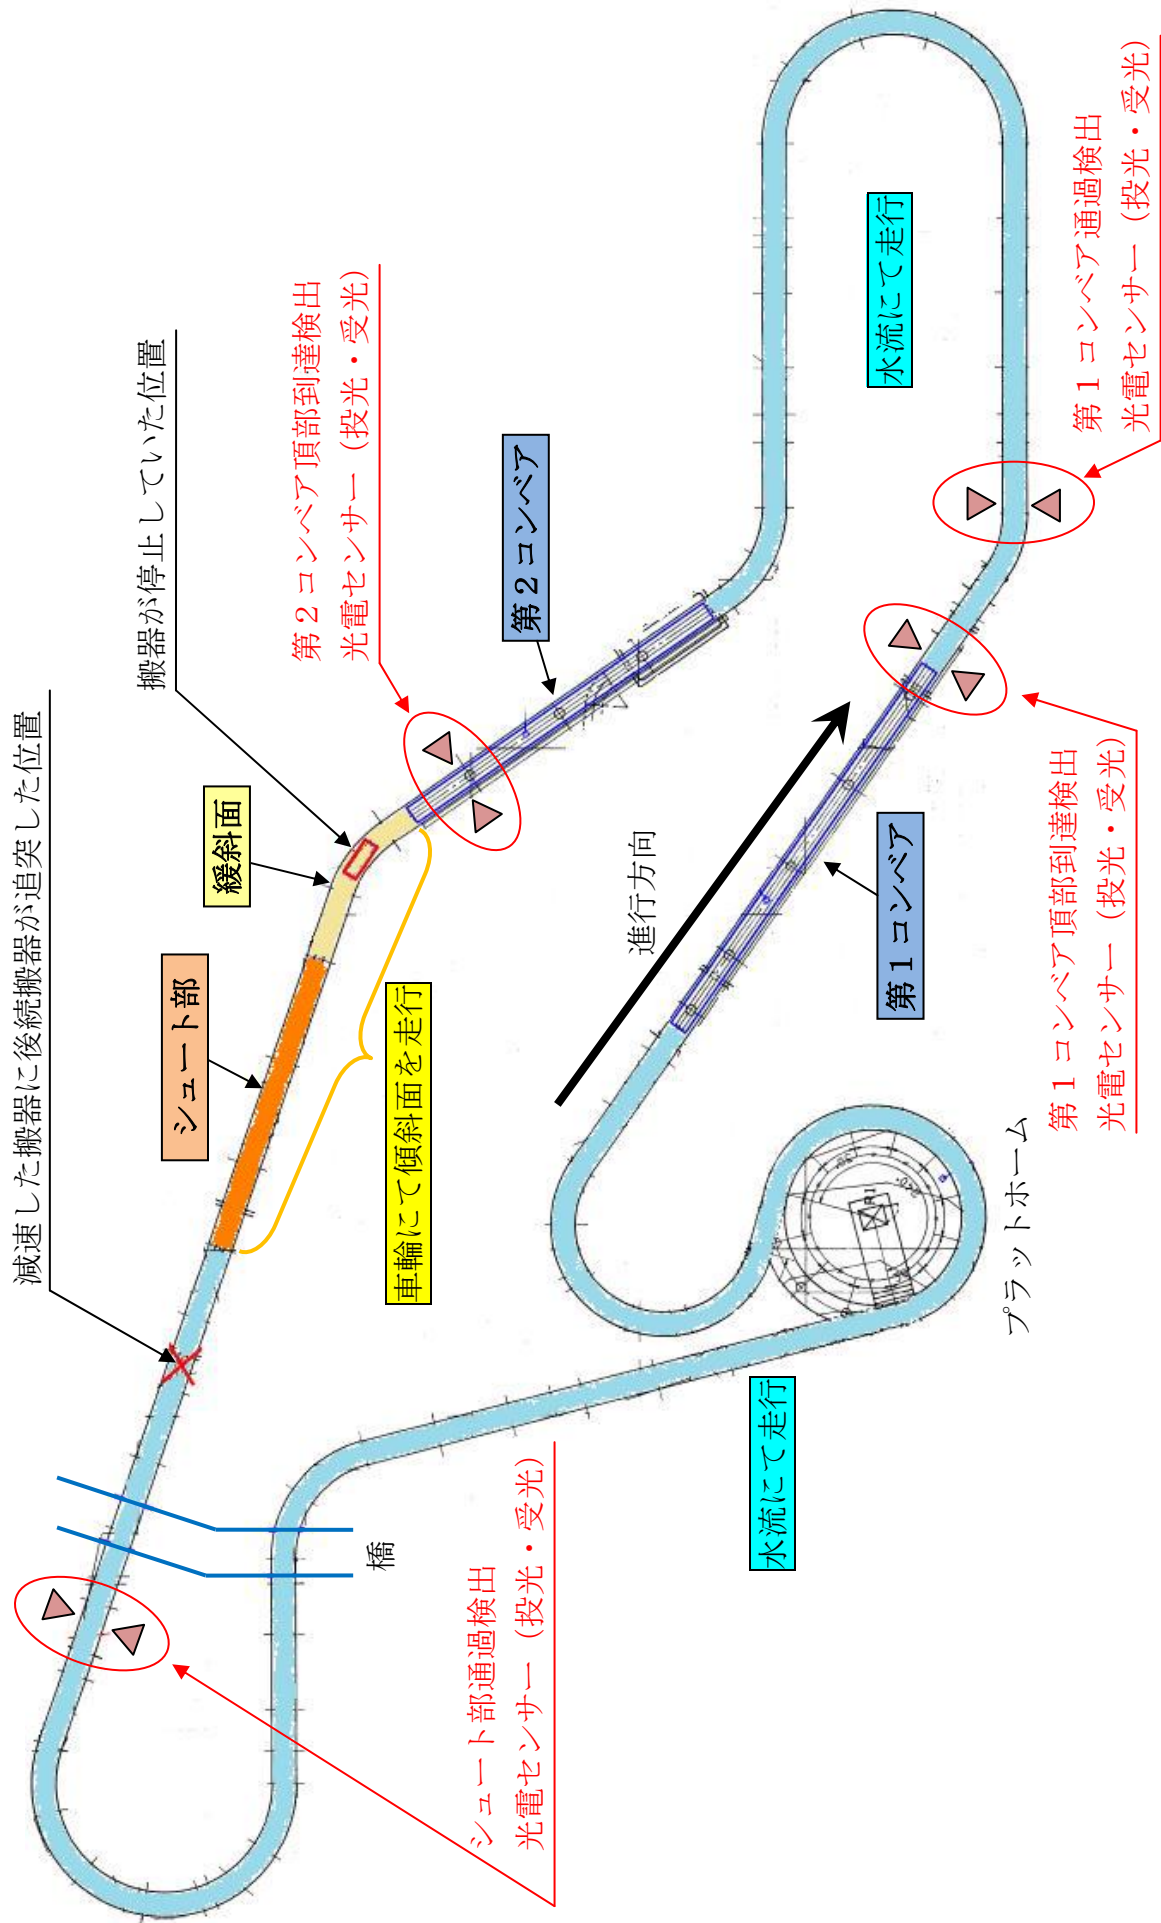 減速した搬器に後続搬器が追突した位置
搬器が停止していた位置
第2コンベア頂部到達検出
光電センサー（投光・受光）
緩斜面
シュート部
第2コンベア
車輪にて傾斜面を走行
進行方向
水流にて走行
第1コンベア
第1コンベア通過検出
光電センサー（投光・受光）
第1コンベア頂部到達検出
光電センサー（投光・受光）
プラットホーム
橋
シュート部通過検出
光電センサー（投光・受光）
水流にて走行